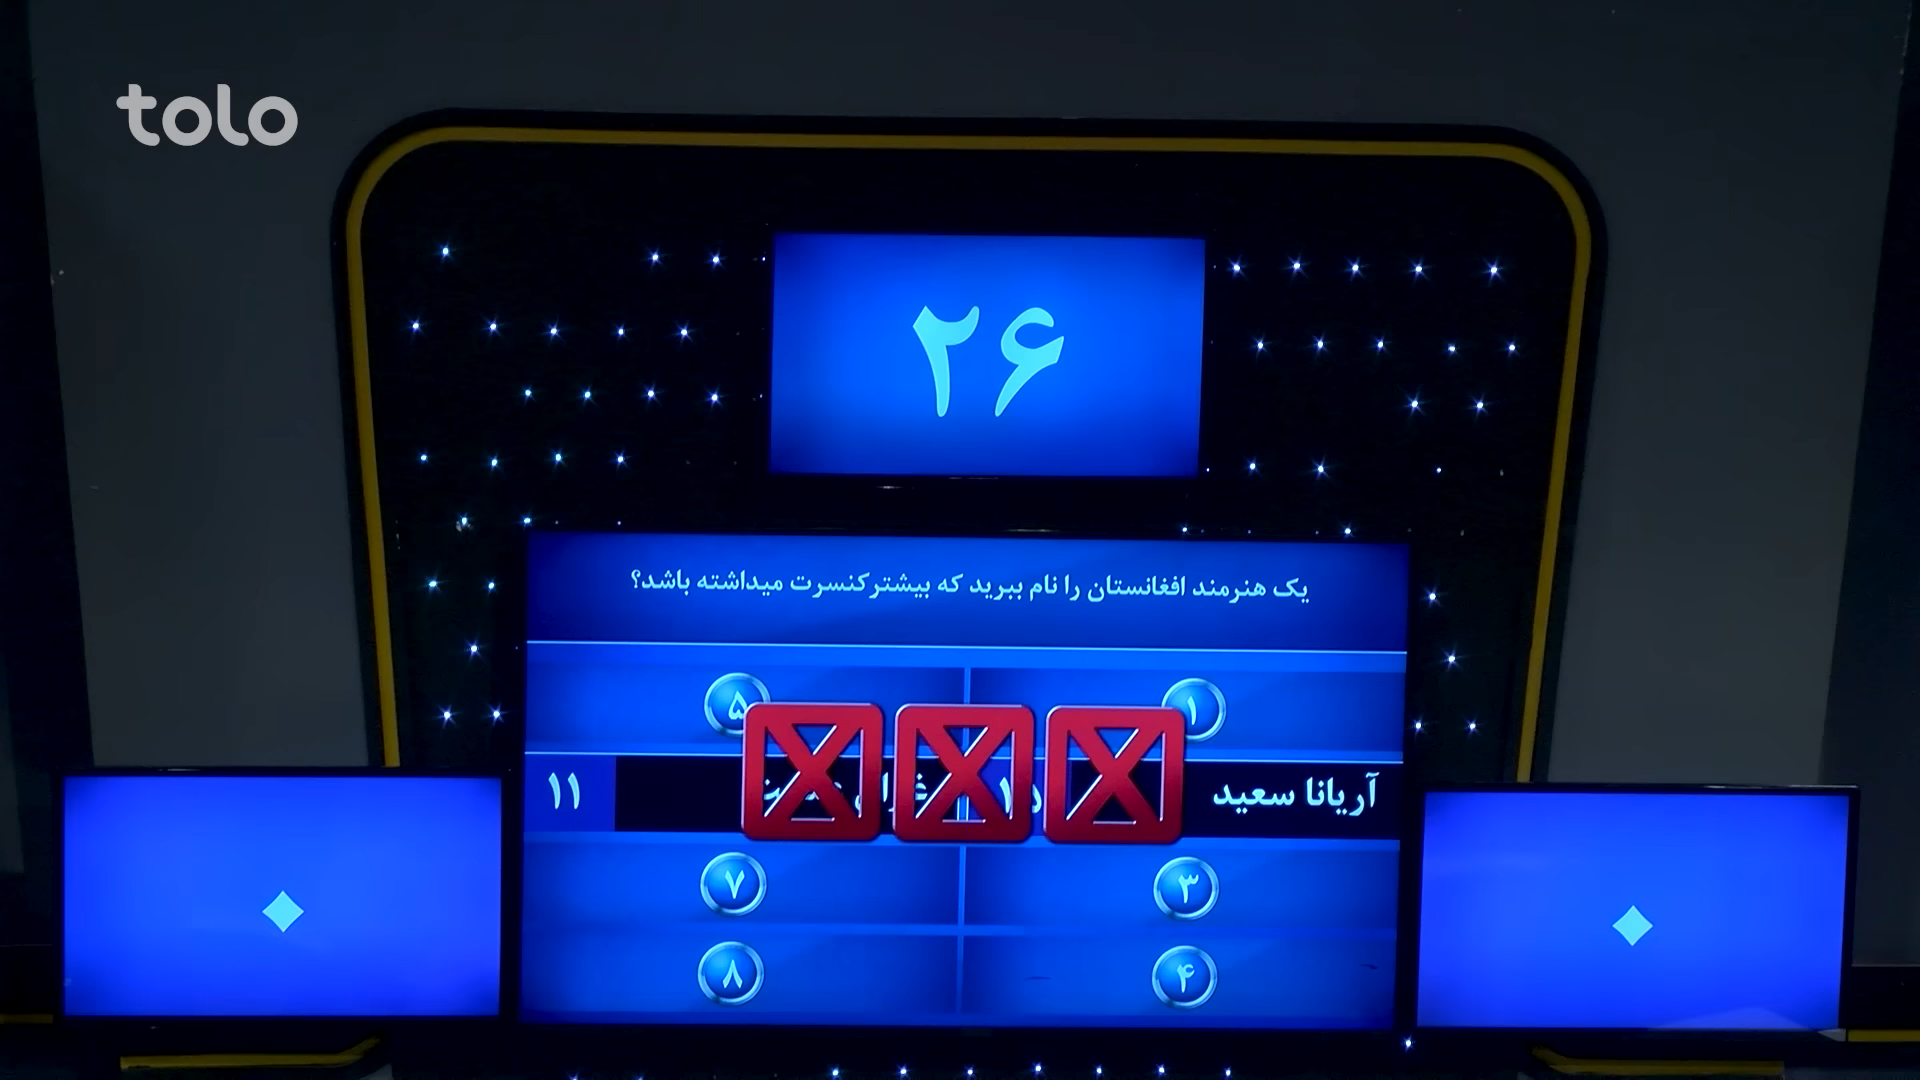 tolo
۲۶
یک هنرمند افغانستان را نام ببرید که بیشترکنسرت میداشته باشد؟
۱
۵
آریانا سعید ۱۵
۱۱
۳
۷
۴
۸